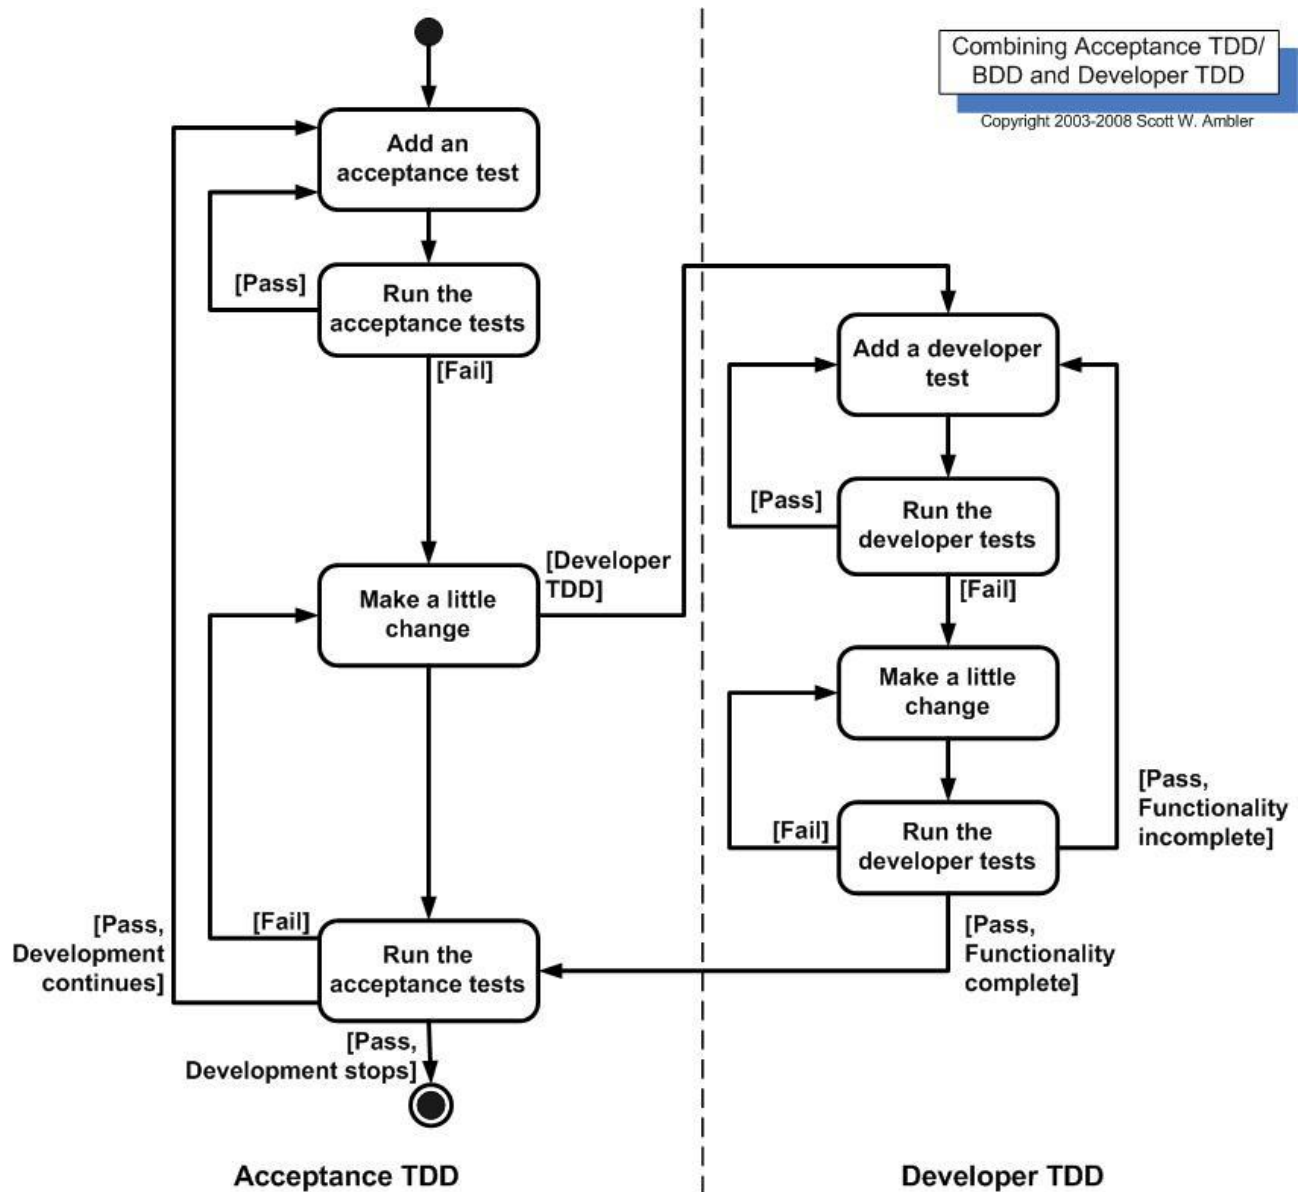 Combining Acceptance TDD/
BDD and Developer TDD
Copyright 2003-2008 Scott W. Ambler
Add an
acceptance test
[Pass]
Run the
acceptance tests
[Fail]
Make a little
change
[Developer
TDD]
Add a developer
test
[Pass]
Run the
developer tests
[Fail]
Make a little
change
[Fail]
Run the
developer tests
[Pass,
Functionality
incomplete]
[Pass,
Functionality
complete]
[Fail]
[Pass,
Development
continues]
Run the
acceptance tests
[Pass,
Development stops]
Acceptance TDD
Developer TDD